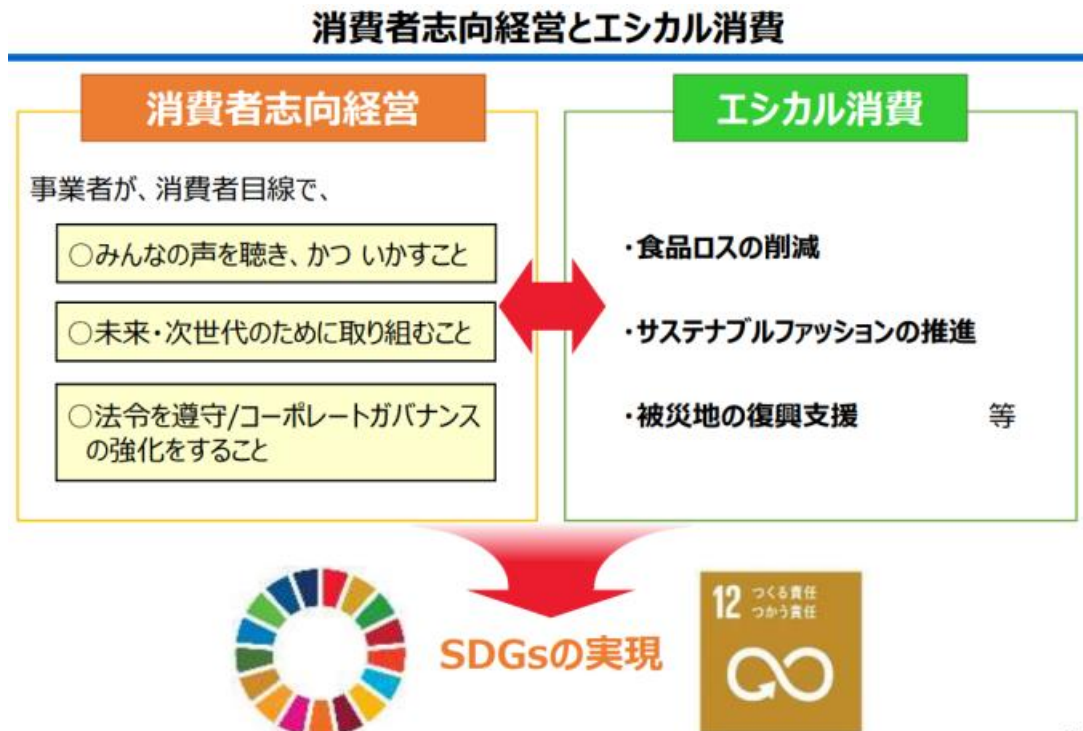 消費者志向経営とエシカル消費
消費者志向経営
事業者が、消費者目線で、
○みんなの声を聴き、かつ いかすこと
○未来・次世代のために取り組むこと
○法令を遵守/コーポレートガバナンス
の強化をすること
エシカル消費
・食品ロスの削減
・サステナブルファッションの推進
・被災地の復興支援 等
SDGsの実現
12 つくる責任
つかう責任